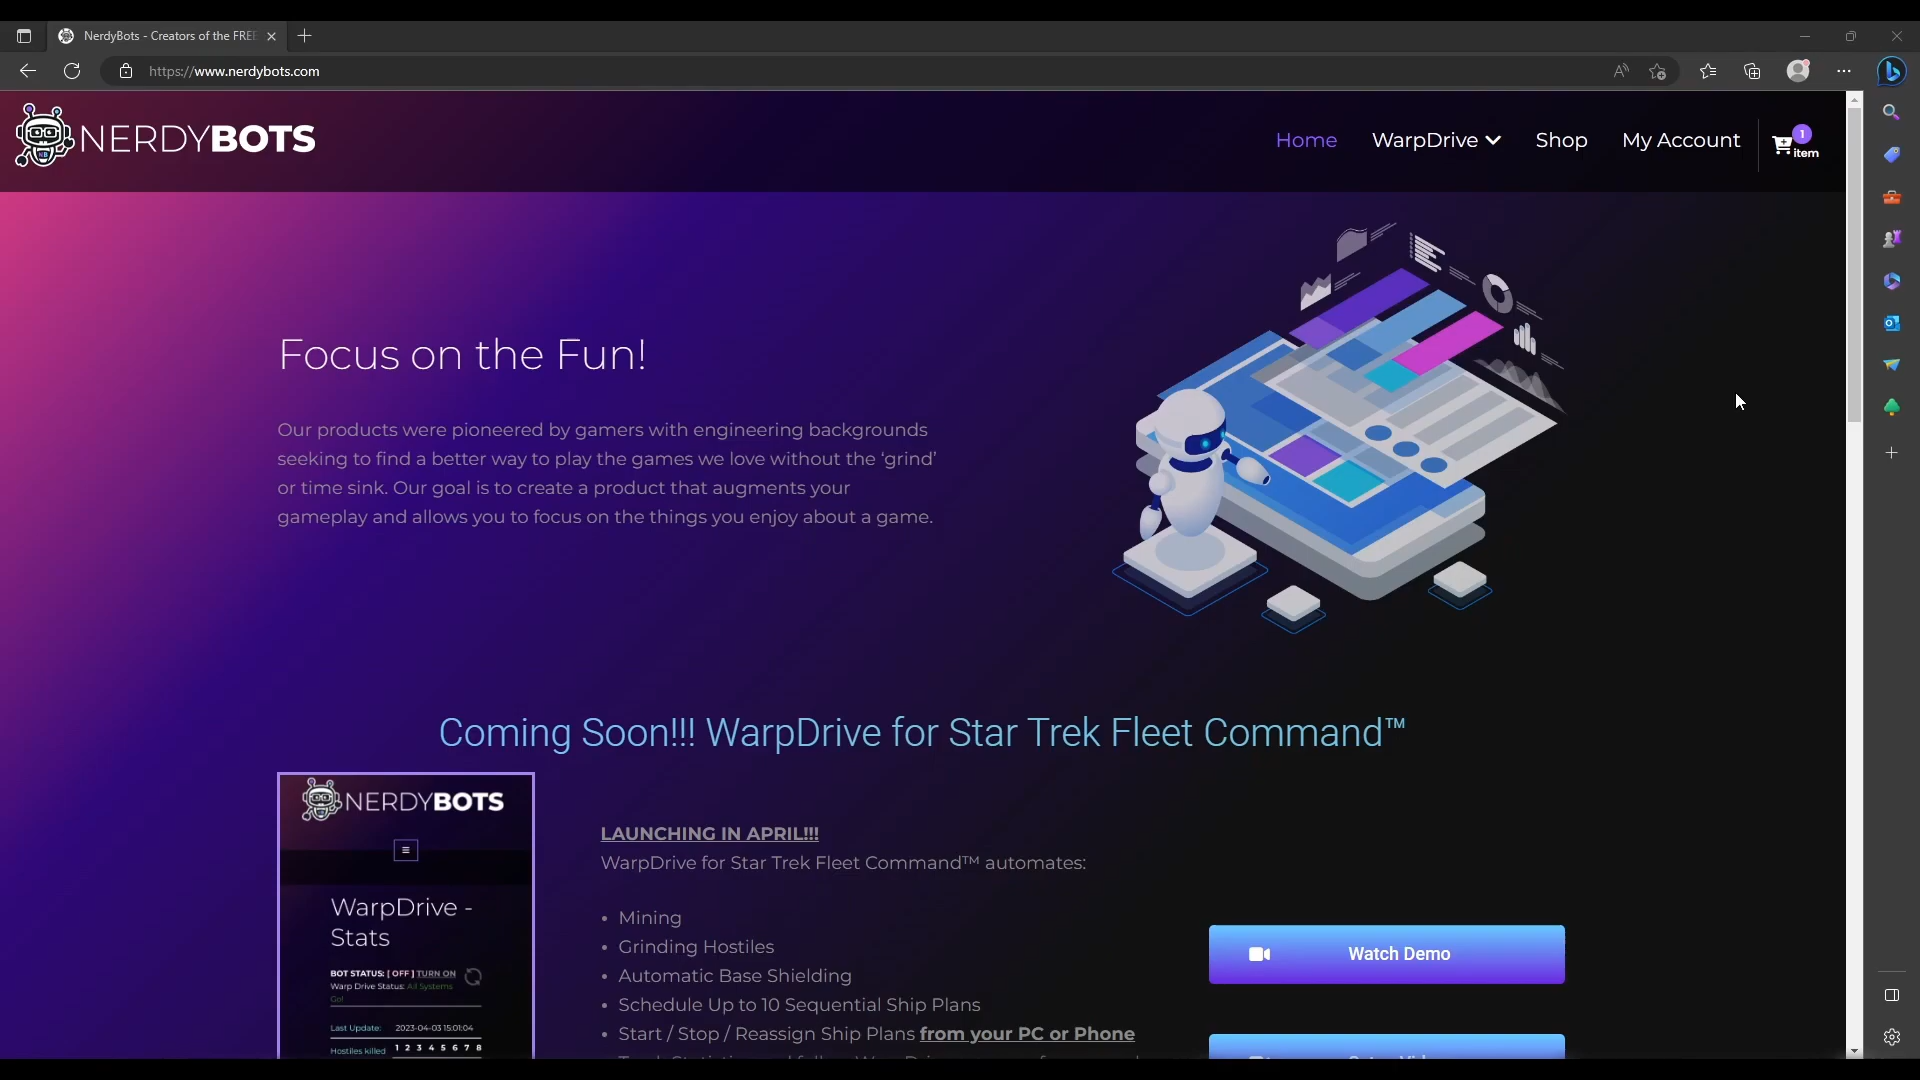 NerdyBots - Creators of the FREE
https://www.nerdybots.com
NERDYBOTS
Home
WarpDrive
Shop
My Account
1
item
Focus on the Fun!
Our products were pioneered by gamers with engineering backgrounds
seeking to find a better way to play the games we love without the ‘grind’
or time sink. Our goal is to create a product that augments your
gameplay and allows you to focus on the things you enjoy about a game.
Coming Soon!!! WarpDrive for Star Trek Fleet Command™
NERDYBOTS
WarpDrive -
Stats
BOT STATUS: [ OFF ] TURN ON
Warp Drive Status: All Systems
Go!
Last Update: 2023-04-03 15:01:04
Hostiles killed 1 2 3 4 5 6 7 8
LAUNCHING IN APRIL!!!
WarpDrive for Star Trek Fleet Command™ automates:
• Mining
• Grinding Hostiles
• Automatic Base Shielding
• Schedule Up to 10 Sequential Ship Plans
• Start / Stop / Reassign Ship Plans from your PC or Phone
Watch Demo